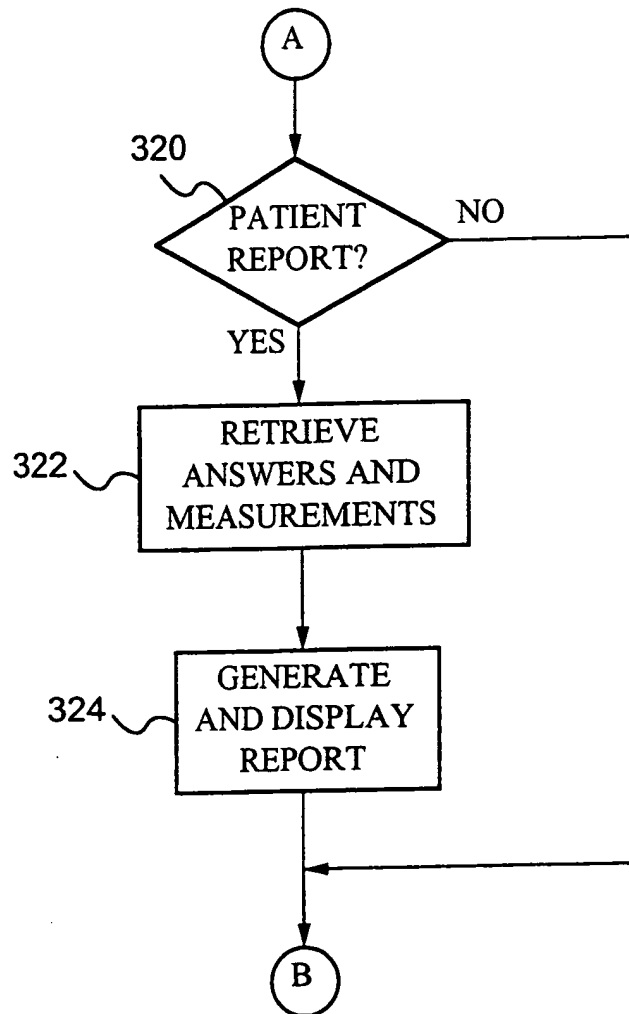 A
320
PATIENT
REPORT?
NO
YES
322
RETRIEVE
ANSWERS AND
MEASUREMENTS
324
GENERATE
AND DISPLAY
REPORT
B